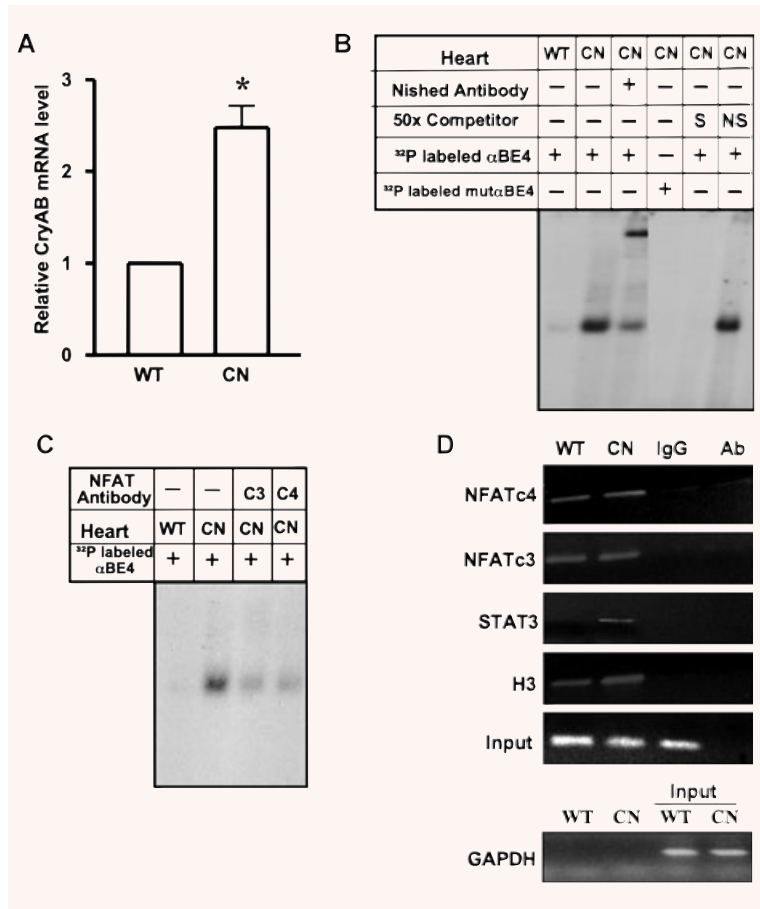 A
Relative CryAB mRNA level
3
2
1
0
*
WT CN
B
Heart WT CN CN CN CN CN
Nished Antibody – – + – – –
50x Competitor – – – – S NS
³²P labeled αBE4 + + + – + +
³²P labeled mutαBE4 – – – + – –
C
NFAT
Antibody – – C3 C4
Heart WT CN CN CN
³²P labeled
αBE4 + + + +
D
WT CN IgG Ab
NFATc4
NFATc3
STAT3
H3
Input
Input
WT CN WT CN
GAPDH